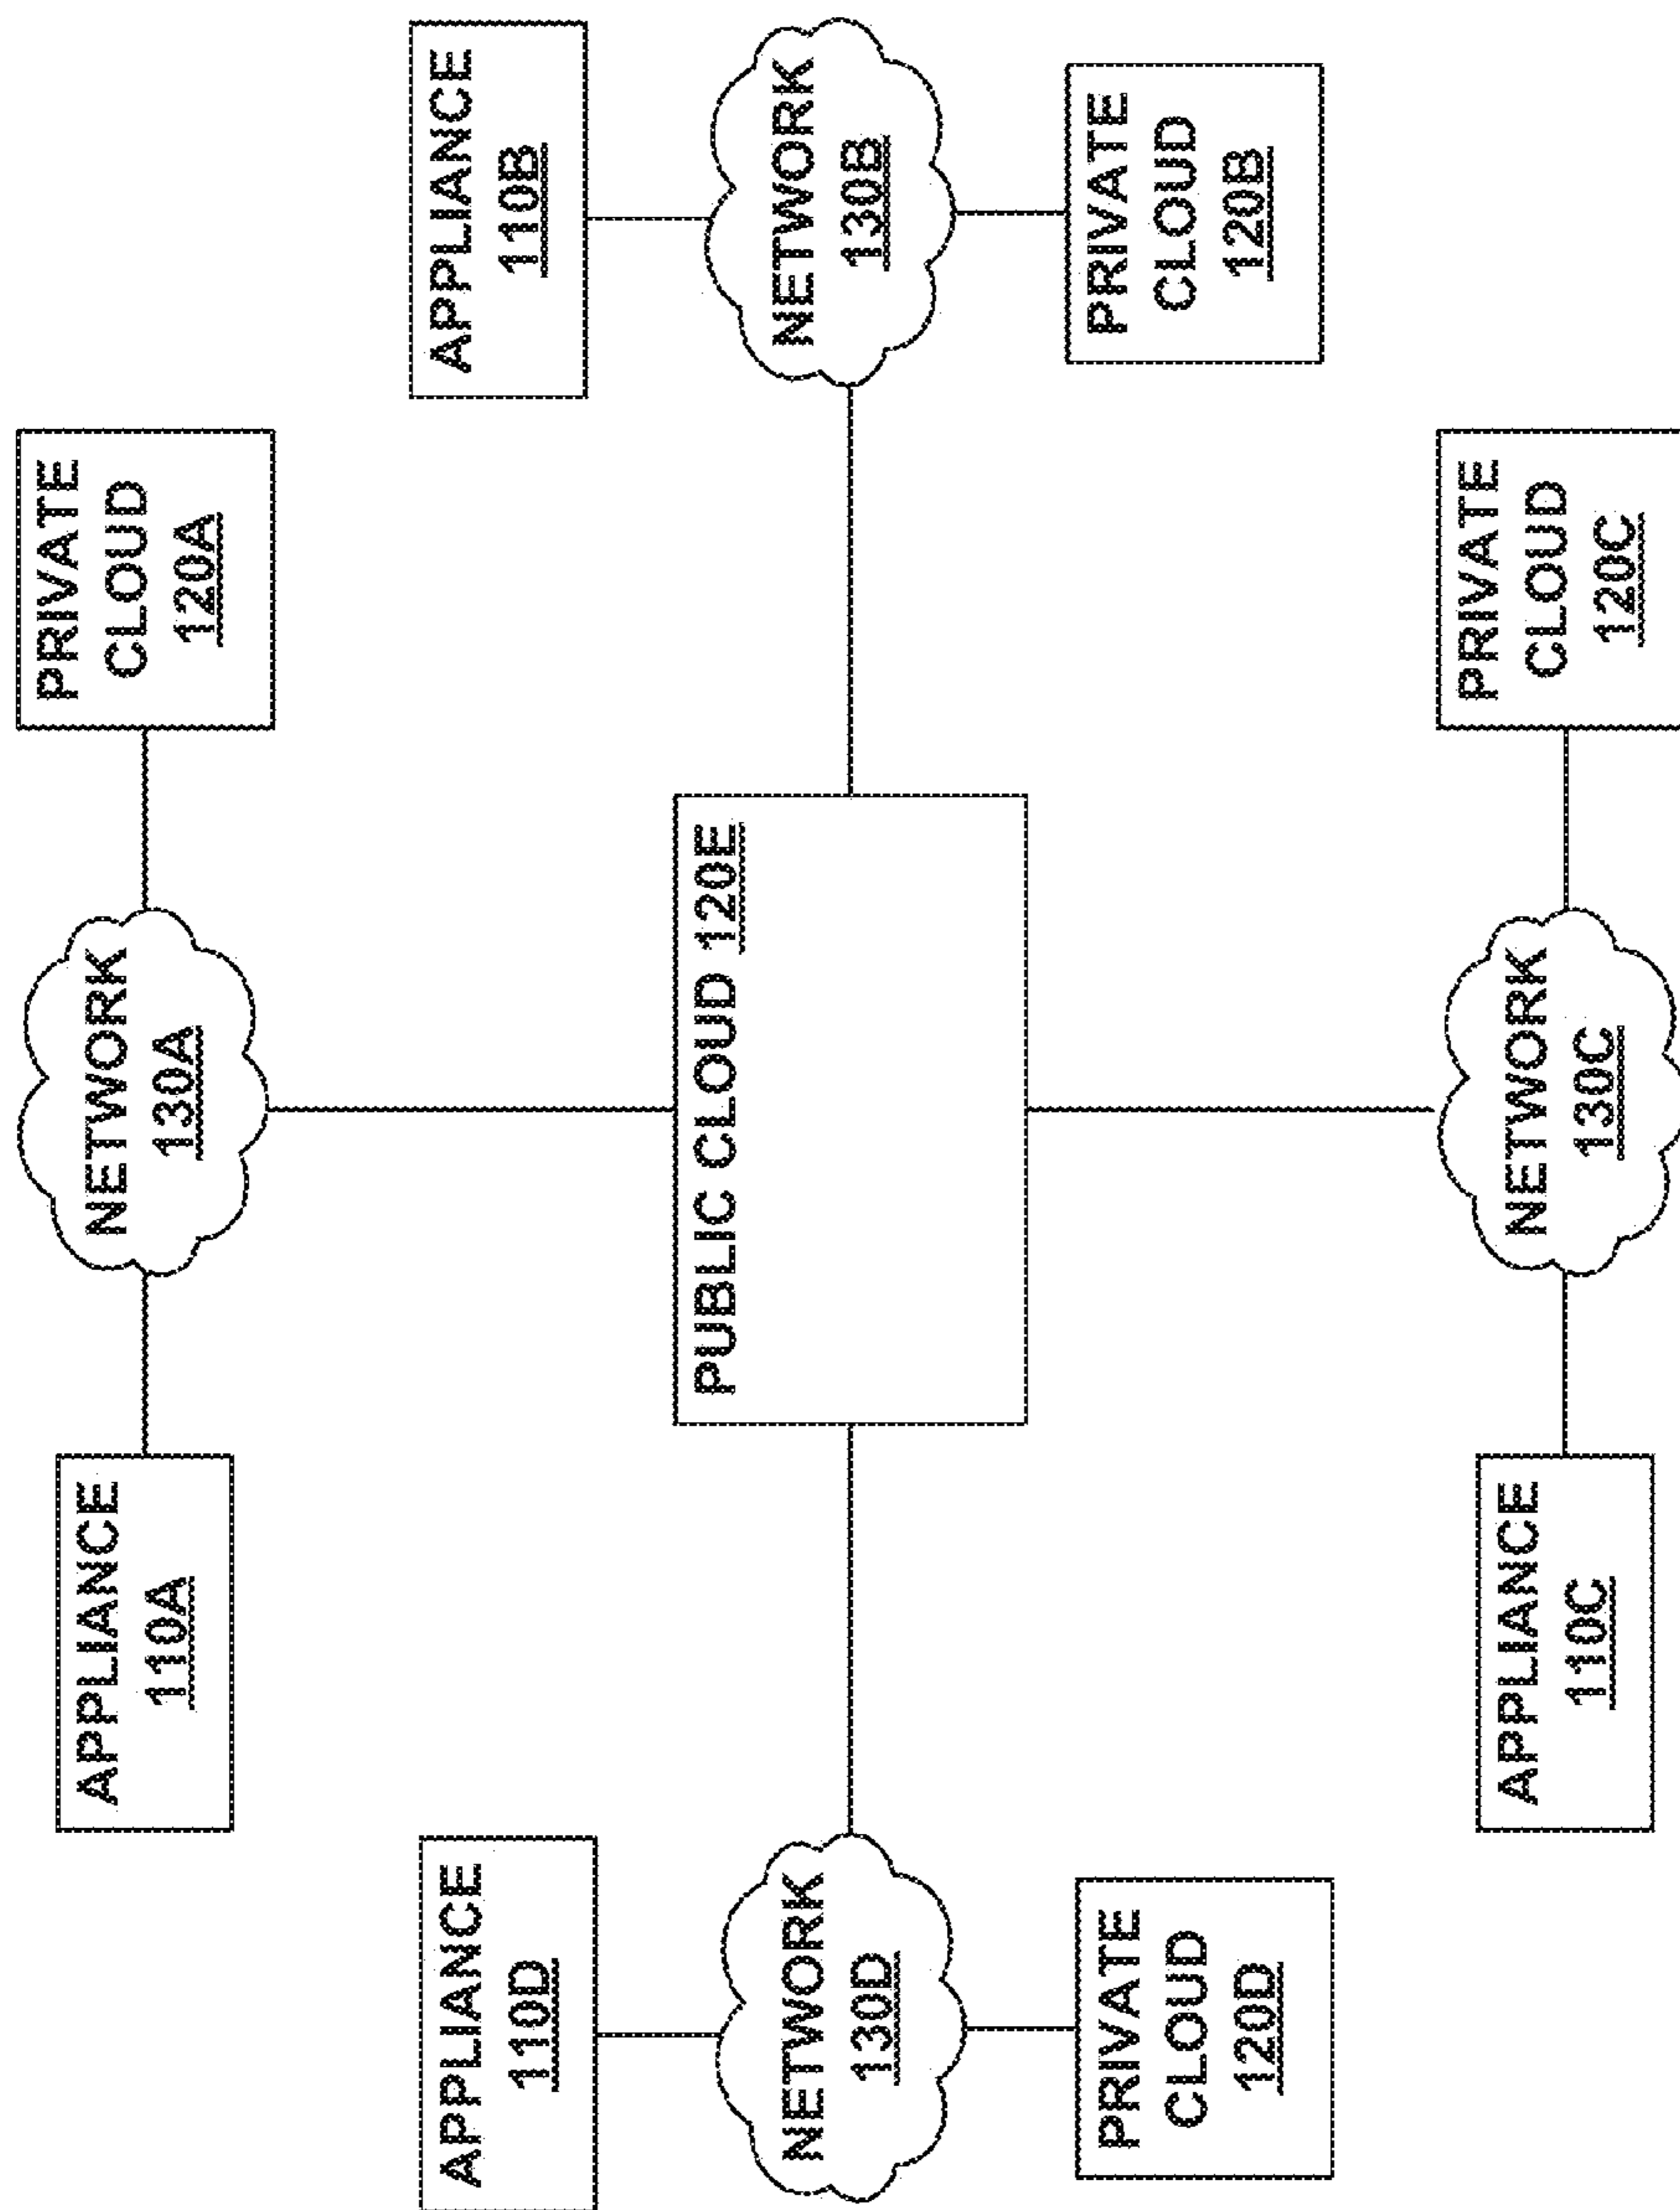 APPLIANCE
110A
NETWORK
130A
PRIVATE
CLOUD
120A
APPLIANCE
110D
APPLIANCE
110B
NETWORK
130D
PUBLIC CLOUD 120E
NETWORK
130B
PRIVATE
CLOUD
120D
PRIVATE
CLOUD
120B
APPLIANCE
110C
NETWORK
130C
PRIVATE
CLOUD
120C